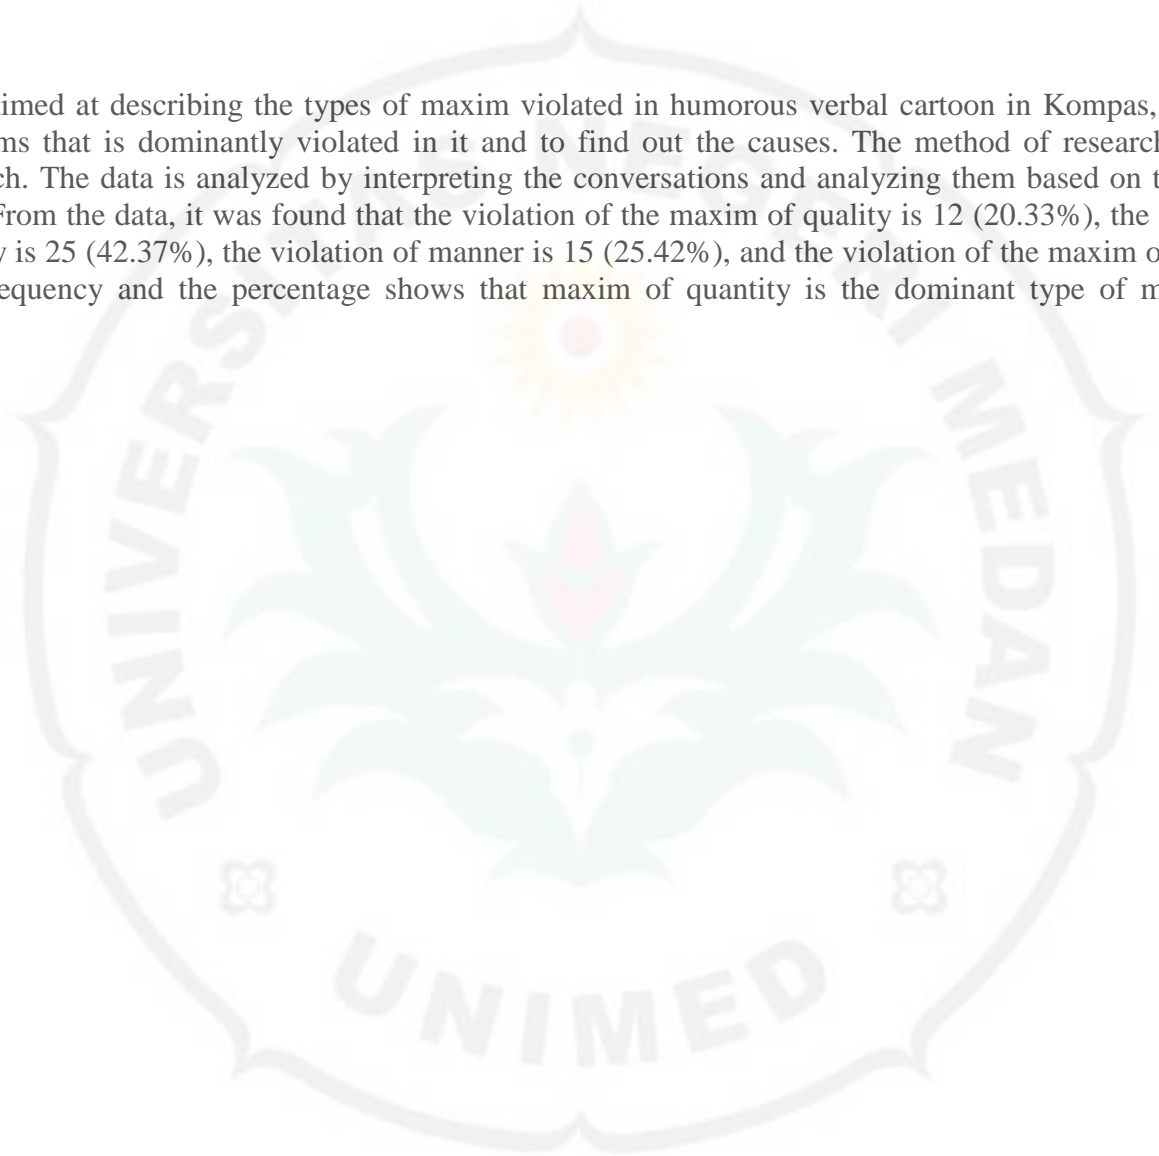 imed at describing the types of maxim violated in humorous verbal cartoon in Kompas,
ms that is dominantly violated in it and to find out the causes. The method of research
ch. The data is analyzed by interpreting the conversations and analyzing them based on t
From the data, it was found that the violation of the maxim of quality is 12 (20.33%), the
y is 25 (42.37%), the violation of manner is 15 (25.42%), and the violation of the maxim o
equency and the percentage shows that maxim of quantity is the dominant type of m
UNIVERSITAS NEGERI MEDAN
UNIMED